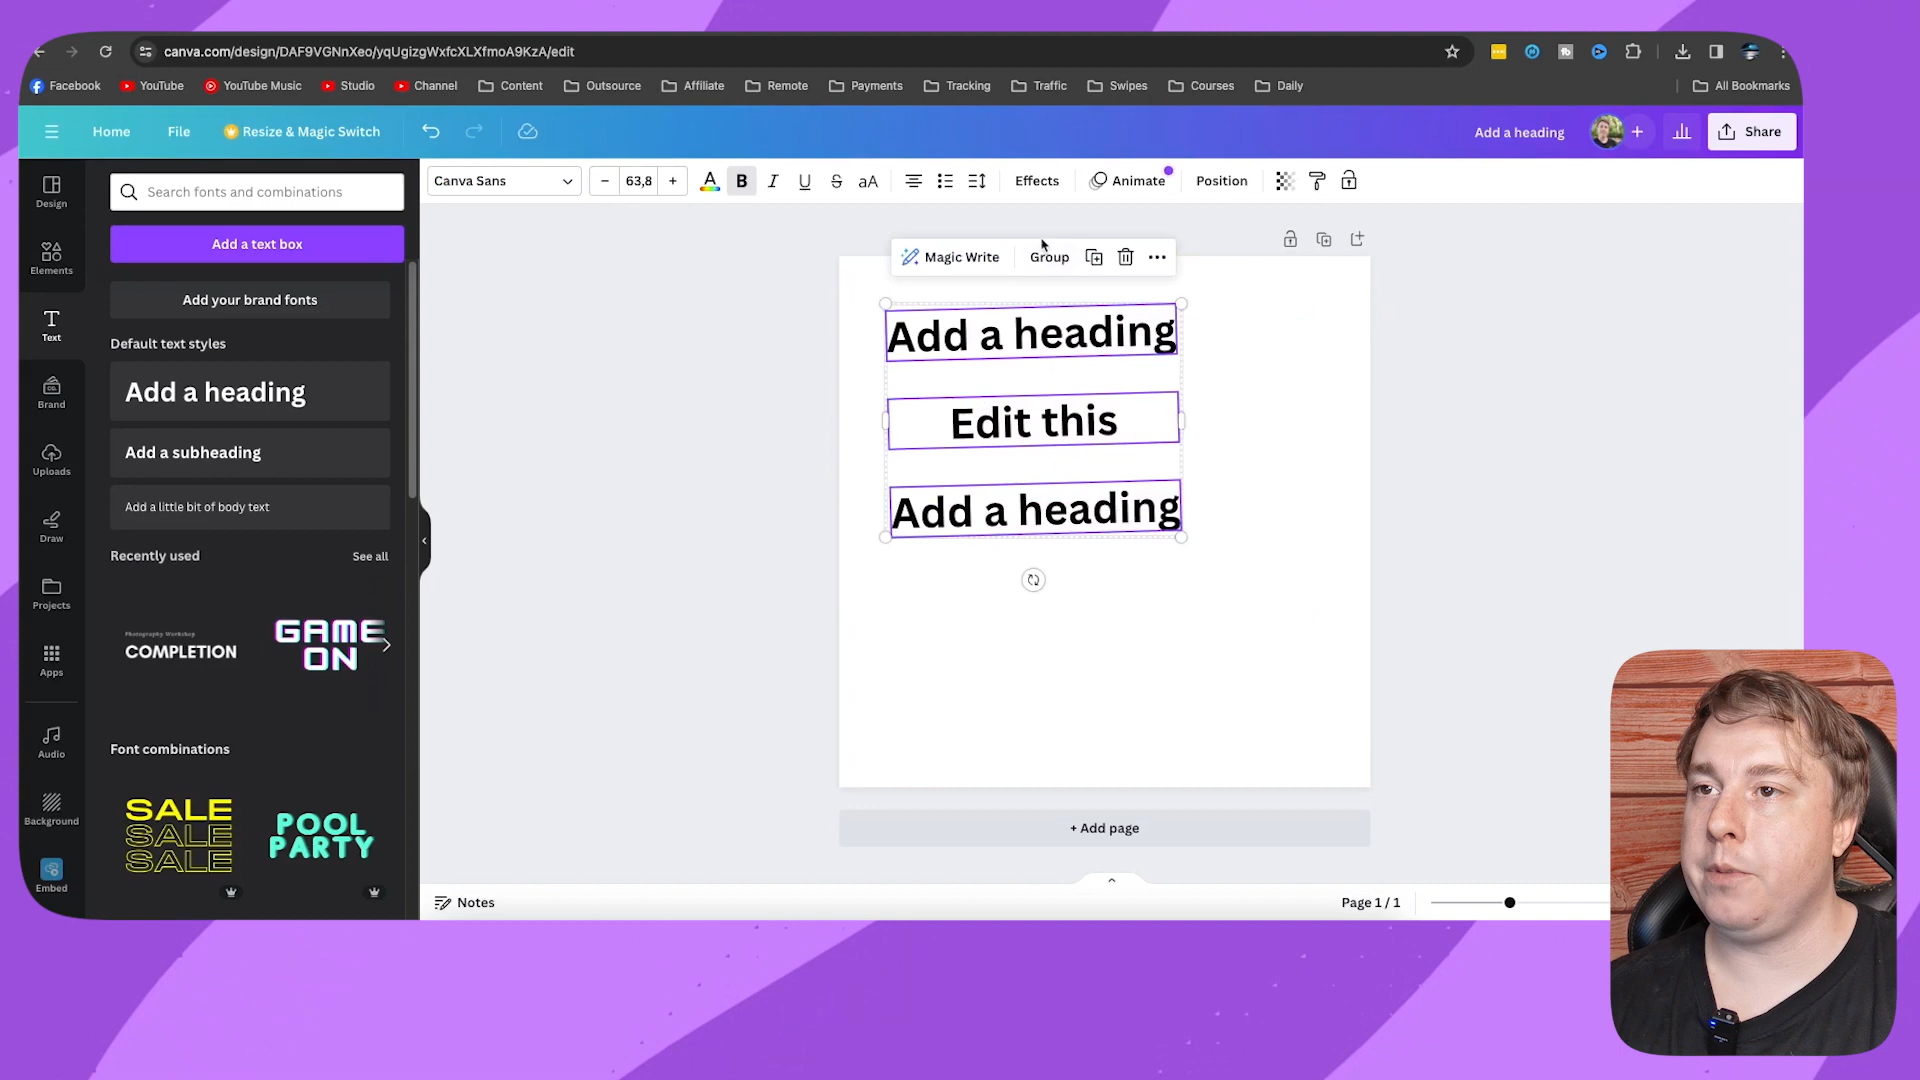 canva.com/design/DAF9VGNnXeo/yqUgizgWxfcXLXfmoA9KzA/edit
Facebook YouTube YouTube Music Studio Channel Content Outsource Affiliate Remote Payments Tracking Traffic Swipes Courses Daily All Bookmarks
Home File Resize & Magic Switch Add a heading Share
Canva Sans 63,8 A B I U S aA Effects Animate Position
Design
Elements
Text
Brand
Uploads
Draw
Projects
Apps
Audio
Background
Embed
Search fonts and combinations
Add a text box
Add your brand fonts
Default text styles
Add a heading
Add a subheading
Add a little bit of body text
Recently used See all
Photography Workshop
COMPLETION
GAME
ON
Font combinations
SALE
SALE
SALE
POOL
PARTY
Magic Write Group
Add a heading
Edit this
Add a heading
+ Add page
Notes Page 1 / 1